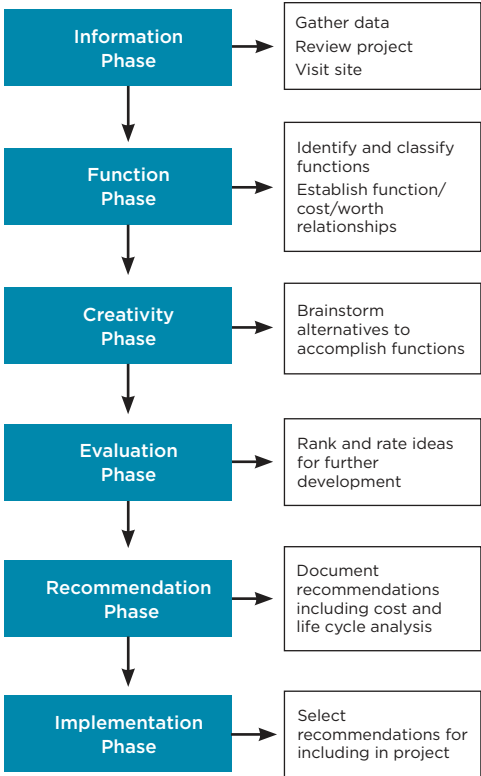 Information
Phase
Gather data
Review project
Visit site
Function
Phase
Identify and classify
functions
Establish function/
cost/worth
relationships
Creativity
Phase
Brainstorm
alternatives to
accomplish functions
Evaluation
Phase
Rank and rate ideas
for further
development
Recommendation
Phase
Document
recommendations
including cost and
life cycle analysis
Implementation
Phase
Select
recommendations for
including in project